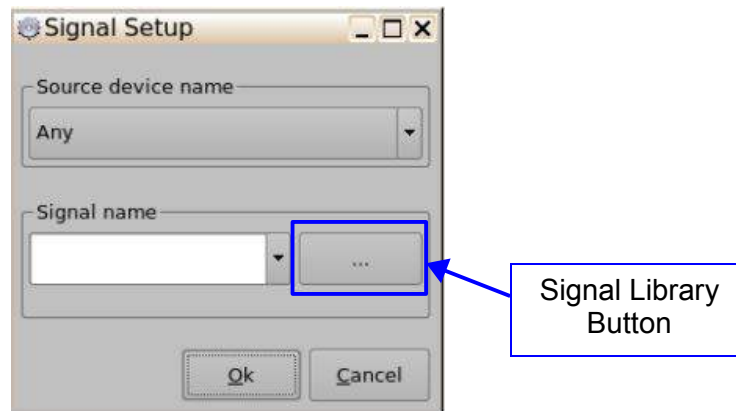 Signal Setup
Source device name
Any
Signal name
...
Signal Library
Button
Ok
Cancel